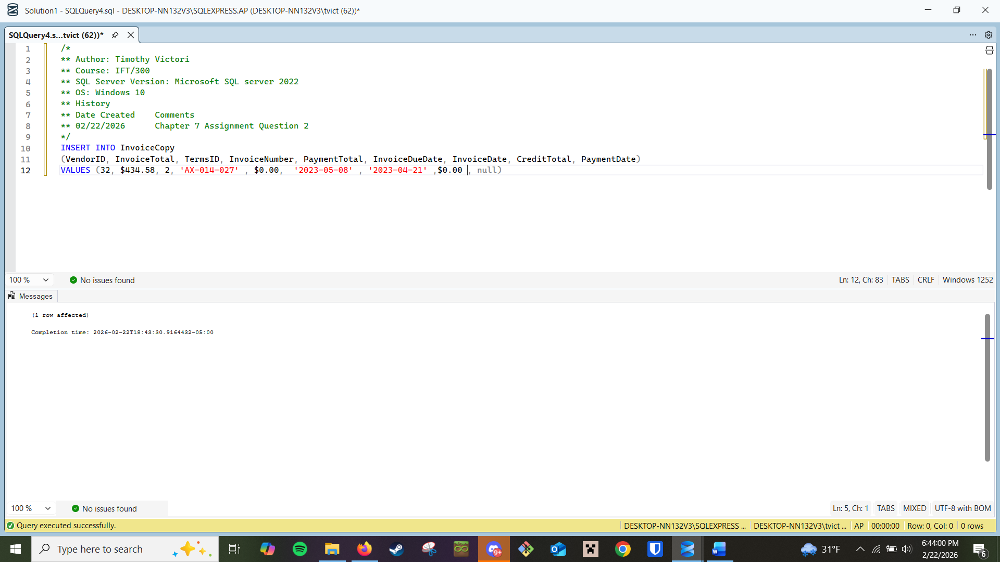 Solution1 - SQLQuery4.sql - DESKTOP-NN132V3\SQLEXPRESS.AP (DESKTOP-NN132V3\tvict (62))*
SQLQuery4.s...tvict (62))*
1 /*
2 ** Author: Timothy Victori
3 ** Course: IFT/300
4 ** SQL Server Version: Microsoft SQL server 2022
5 ** OS: Windows 10
6 ** History
7 ** Date Created    Comments
8 ** 02/22/2026      Chapter 7 Assignment Question 2
9 */
10 INSERT INTO InvoiceCopy
11 (VendorID, InvoiceTotal, TermsID, InvoiceNumber, PaymentTotal, InvoiceDueDate, InvoiceDate, CreditTotal, PaymentDate)
12 VALUES (32, $434.58, 2, 'AX-014-027' , $0.00,  '2023-05-08' , '2023-04-21' ,$0.00 , null)
100 % No issues found Ln: 12, Ch: 83 TABS CRLF Windows 1252
Messages
(1 row affected)
Completion time: 2026-02-22T18:43:30.9164432-05:00
100 % No issues found Ln: 5, Ch: 1 TABS MIXED UTF-8 with BOM
Query executed successfully. DESKTOP-NN132V3\SQLEXPRESS ... DESKTOP-NN132V3\tvict ... AP 00:00:00 Row: 0, Col: 0 0 rows
Type here to search 9+ W 31°F 6:44:00 PM
2/22/2026 6